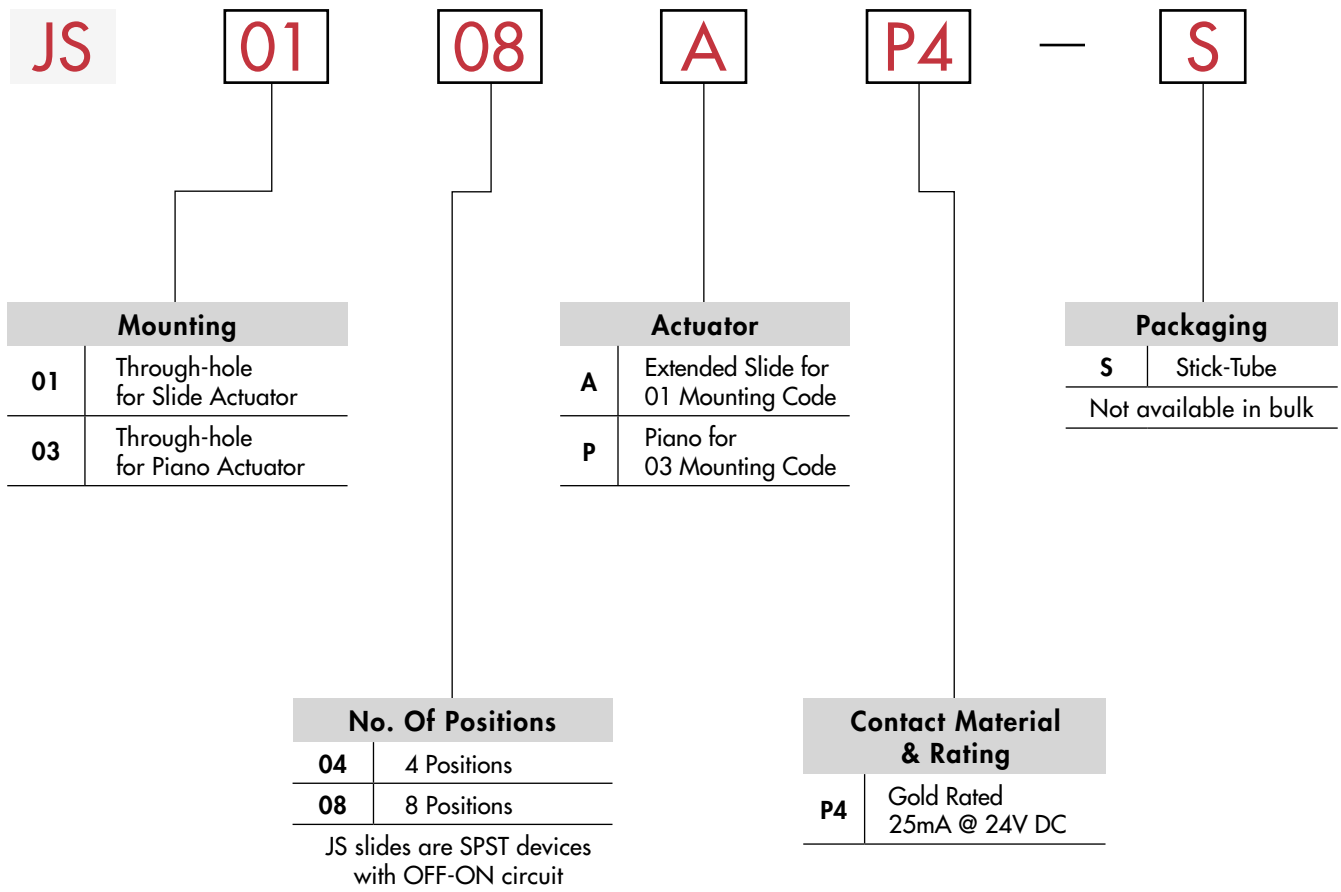 JS 01 08 A P4 — S
Mounting
01 Through-hole
for Slide Actuator
03 Through-hole
for Piano Actuator
Actuator
A Extended Slide for
01 Mounting Code
P Piano for
03 Mounting Code
Packaging
S Stick-Tube
Not available in bulk
No. Of Positions
04 4 Positions
08 8 Positions
JS slides are SPST devices
with OFF-ON circuit
Contact Material
& Rating
P4 Gold Rated
25mA @ 24V DC